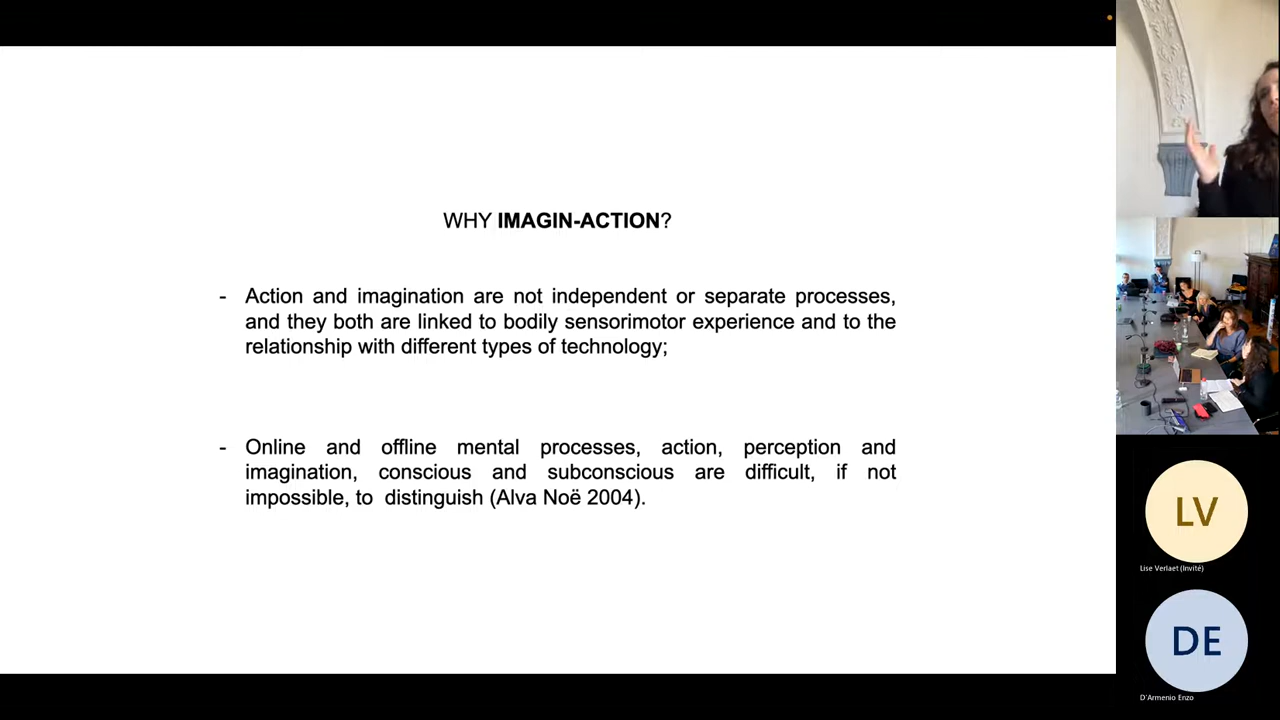 WHY IMAGIN-ACTION?
- Action and imagination are not independent or separate processes,
and they both are linked to bodily sensorimotor experience and to the
relationship with different types of technology;
- Online and offline mental processes, action, perception and
imagination, conscious and subconscious are difficult, if not
impossible, to distinguish (Alva Noë 2004).
LV
Lise Verlaet (Invité)
DE
D'Armenio Enzo